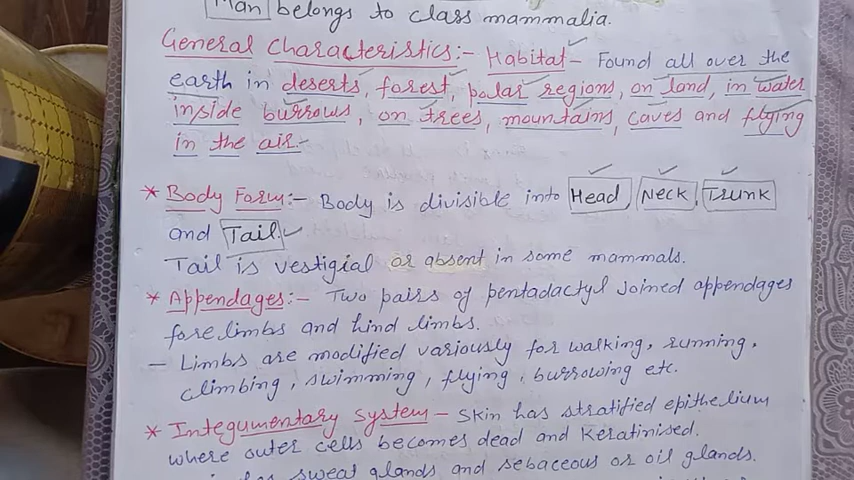 Man belongs to class mammalia.
General Characteristics:- Habitat- Found all over the
earth in deserts, forest, polar regions, on land, in water
inside burrows, on trees, mountains, caves and flying
in the air.-
* Body Form:- Body is divisible into Head, Neck, Trunk
and Tail.
Tail is vestigial or absent in some mammals.
* Appendages:- Two pairs of pentadactyl joined appendages
forelimbs and hind limbs.
- Limbs are modified variously for walking, running,
climbing, swimming, flying, burrowing etc.
* Integumentary System - Skin has stratified epithelium
where outer cells becomes dead and Keratinised.
sweat glands and sebaceous or oil glands.